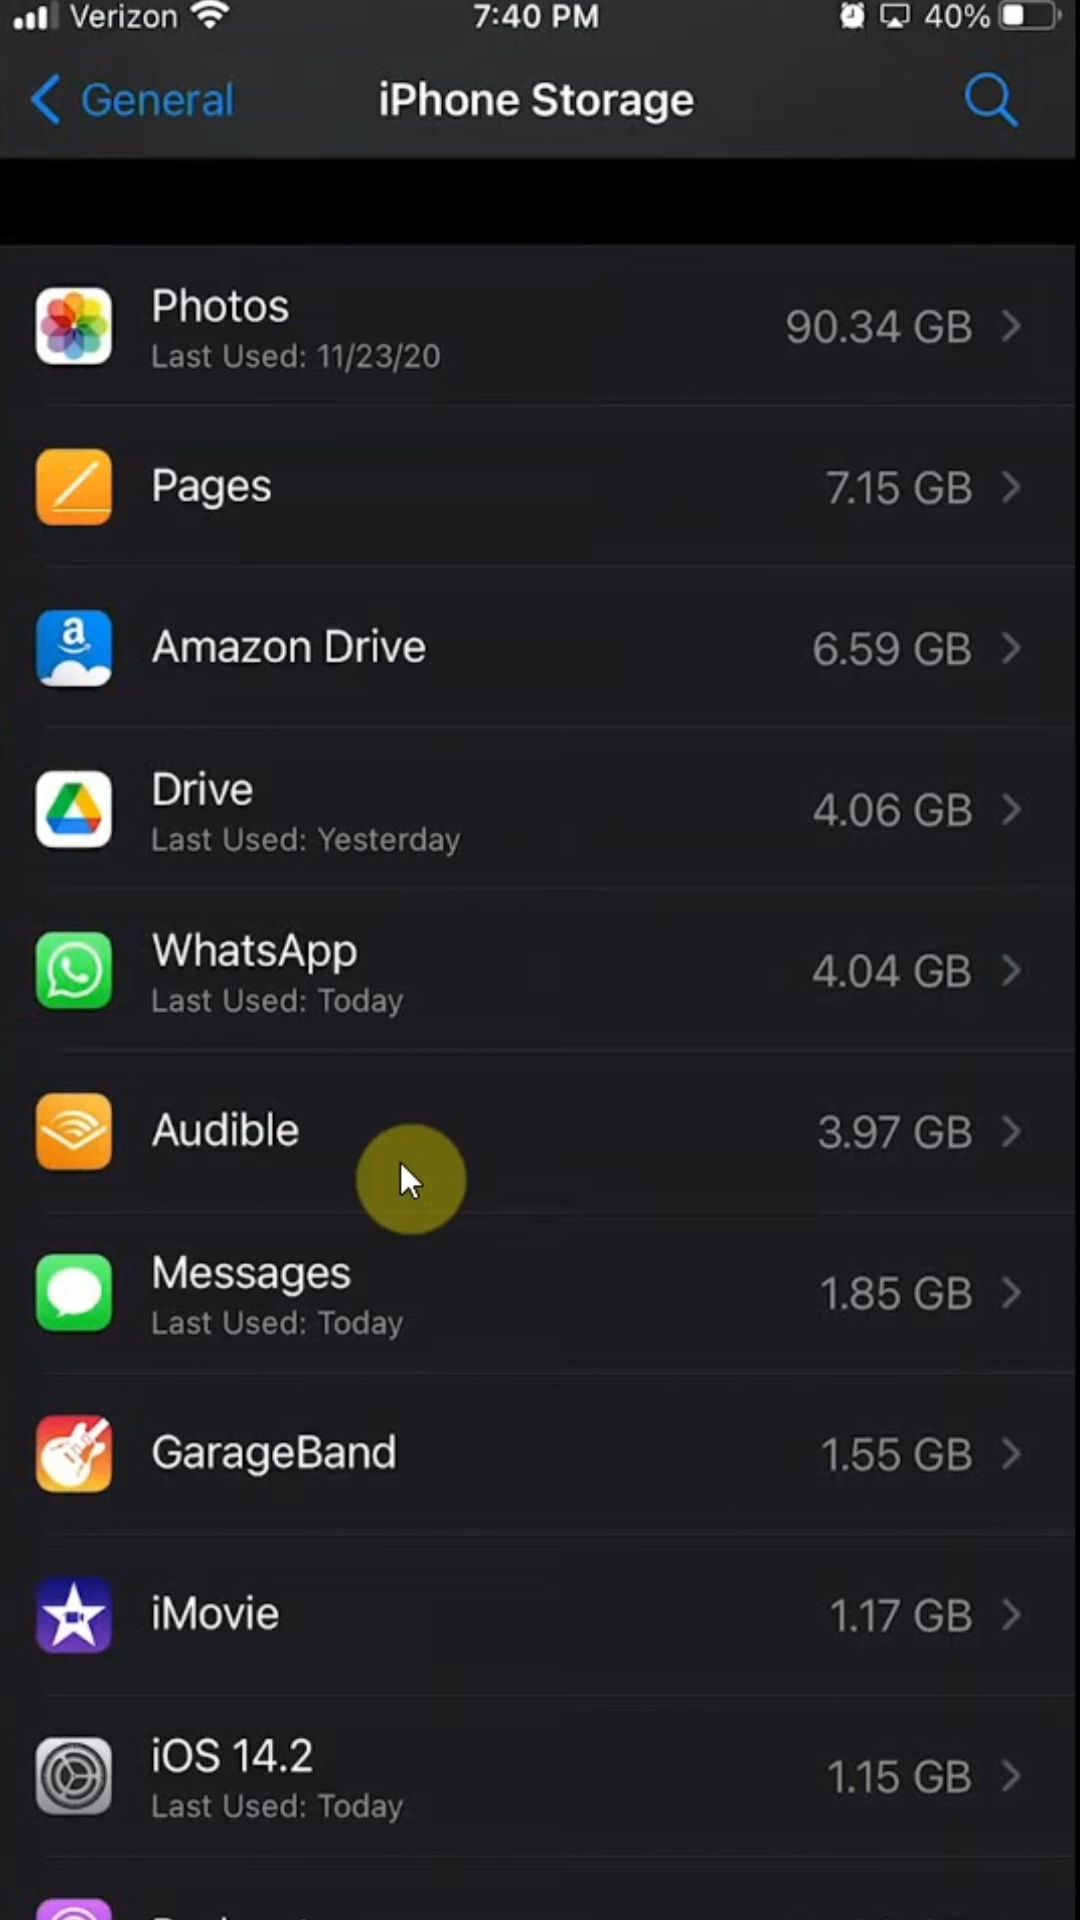 Verizon 7:40 PM 40%
General iPhone Storage
Photos
90.34 GB
Last Used: 11/23/20
Pages 7.15 GB
a
Amazon Drive 6.59 GB
Drive
4.06 GB
Last Used: Yesterday
WhatsApp
4.04 GB
Last Used: Today
Audible 3.97 GB
Messages
1.85 GB
Last Used: Today
GarageBand 1.55 GB
iMovie 1.17 GB
iOS 14.2
1.15 GB
Last Used: Today